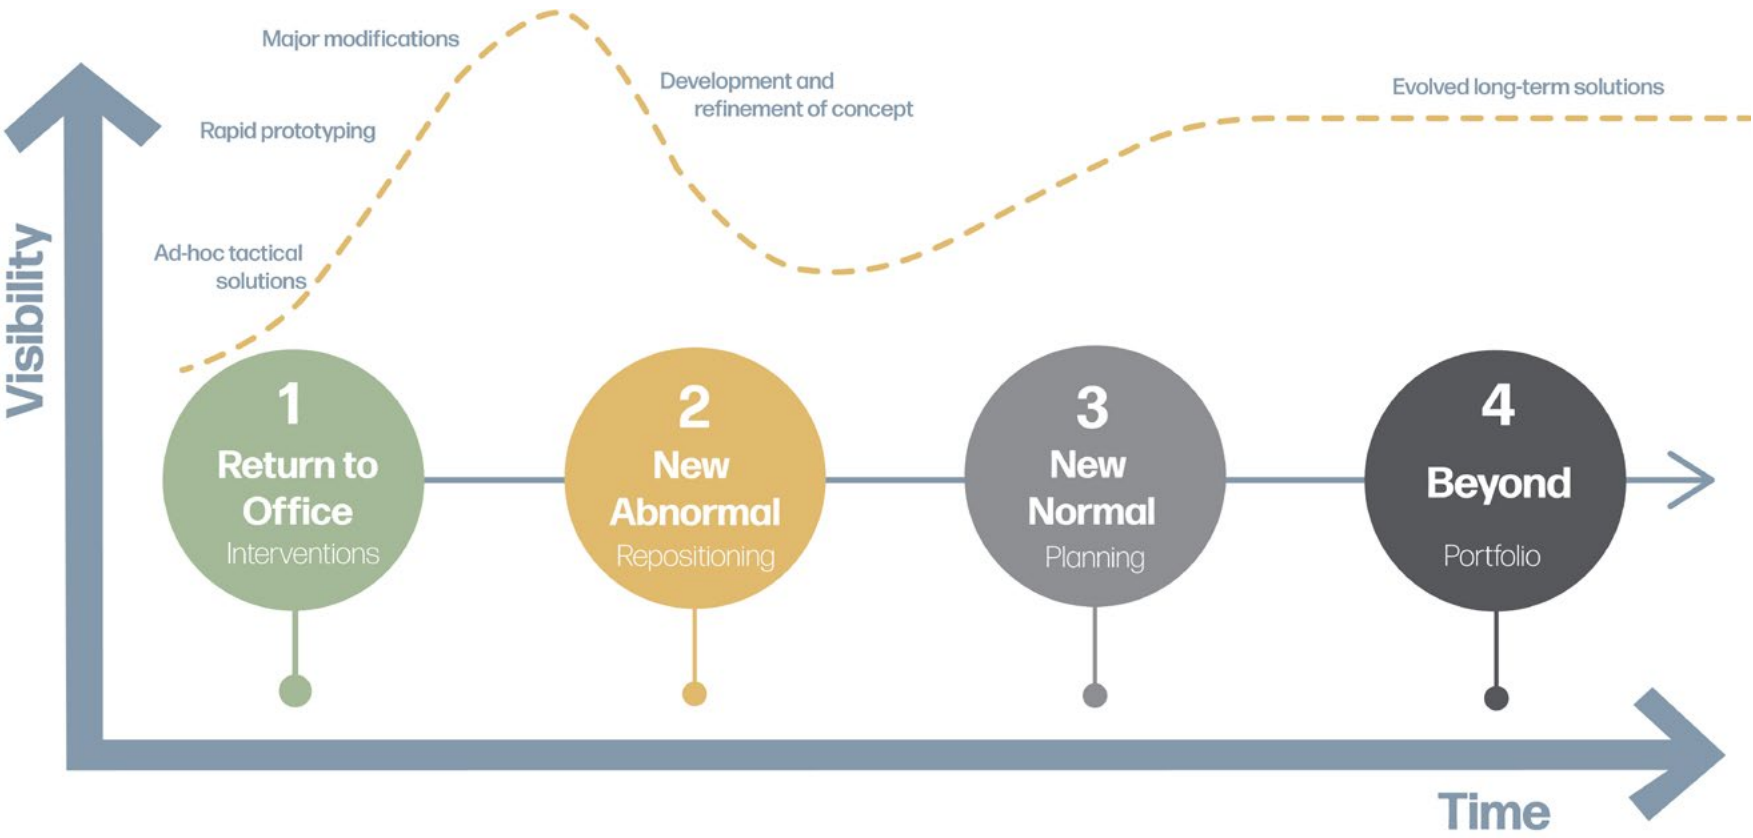 Major modifications
Development and
refinement of concept
Evolved long-term solutions
Rapid prototyping
Ad-hoc tactical
solutions
Visibility
1
Return to
Office
Interventions
2
New
Abnormal
Repositioning
3
New
Normal
Planning
4
Beyond
Portfolio
Time